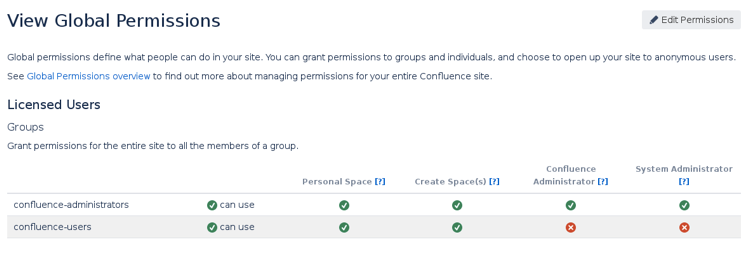 View Global Permissions
Edit Permissions
Global permissions define what people can do in your site. You can grant permissions to groups and individuals, and choose to open up your site to anonymous users.
See Global Permissions overview to find out more about managing permissions for your entire Confluence site.
Licensed Users
Groups
Grant permissions for the entire site to all the members of a group.
Personal Space [?] Create Space(s) [?] Confluence Administrator [?] System Administrator [?]
confluence-administrators can use
confluence-users can use